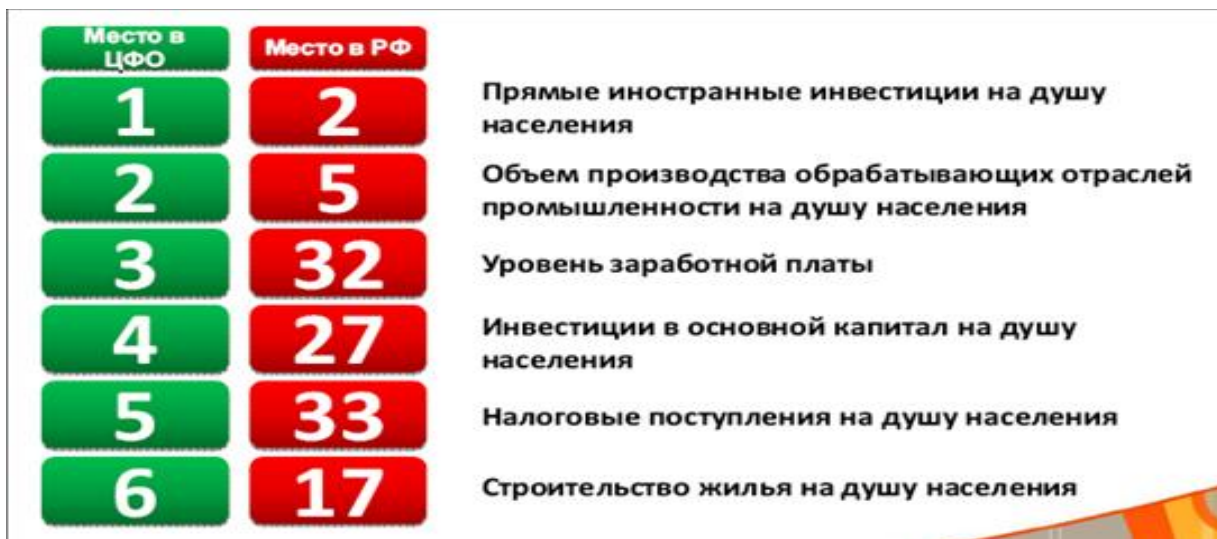 Место в
ЦФО
Место в РФ
1
2
Прямые иностранные инвестиции на душу
населения
2
5
Объем производства обрабатывающих отраслей
промышленности на душу населения
3
32
Уровень заработной платы
4
27
Инвестиции в основной капитал на душу
населения
5
33
Налоговые поступления на душу населения
6
17
Строительство жилья на душу населения